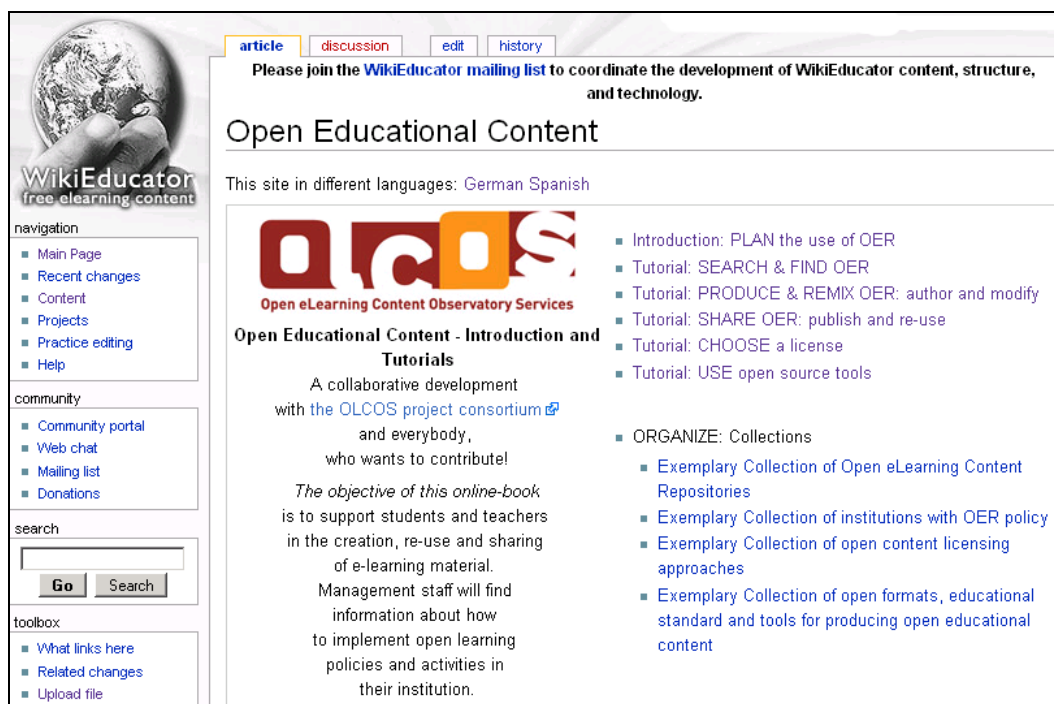 WikiEducator
free elearning content
navigation
Main Page
Recent changes
Content
Projects
Practice editing
Help
community
Community portal
Web chat
Mailing list
Donations
search
Go Search
toolbox
What links here
Related changes
Upload file
article discussion edit history
Please join the WikiEducator mailing list to coordinate the development of WikiEducator content, structure,
and technology.
Open Educational Content
This site in different languages: German Spanish
OLCOS
Open eLearning Content Observatory Services
Open Educational Content - Introduction and
Tutorials
A collaborative development
with the OLCOS project consortium
and everybody,
who wants to contribute!
The objective of this online-book
is to support students and teachers
in the creation, re-use and sharing
of e-learning material.
Management staff will find
information about how
to implement open learning
policies and activities in
their institution.
Introduction: PLAN the use of OER
Tutorial: SEARCH & FIND OER
Tutorial: PRODUCE & REMIX OER: author and modify
Tutorial: SHARE OER: publish and re-use
Tutorial: CHOOSE a license
Tutorial: USE open source tools
ORGANIZE: Collections
Exemplary Collection of Open eLearning Content
Repositories
Exemplary Collection of institutions with OER policy
Exemplary Collection of open content licensing
approaches
Exemplary Collection of open formats, educational
standard and tools for producing open educational
content